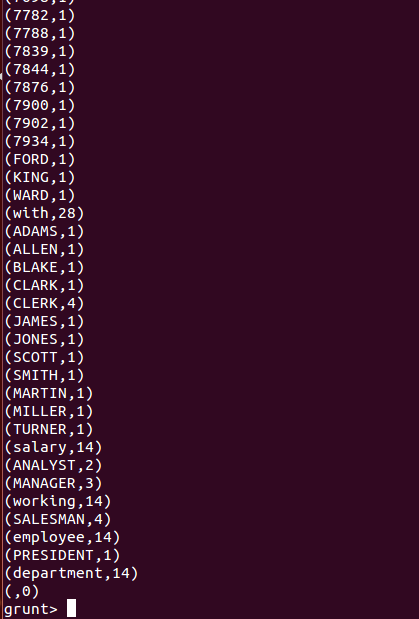 (7782,1)
(7788,1)
(7839,1)
(7844,1)
(7876,1)
(7900,1)
(7902,1)
(7934,1)
(FORD,1)
(KING,1)
(WARD,1)
(with,28)
(ADAMS,1)
(ALLEN,1)
(BLAKE,1)
(CLARK,1)
(CLERK,4)
(JAMES,1)
(JONES,1)
(SCOTT,1)
(SMITH,1)
(MARTIN,1)
(MILLER,1)
(TURNER,1)
(salary,14)
(ANALYST,2)
(MANAGER,3)
(working,14)
(SALESMAN,4)
(employee,14)
(PRESIDENT,1)
(department,14)
(,0)
grunt>